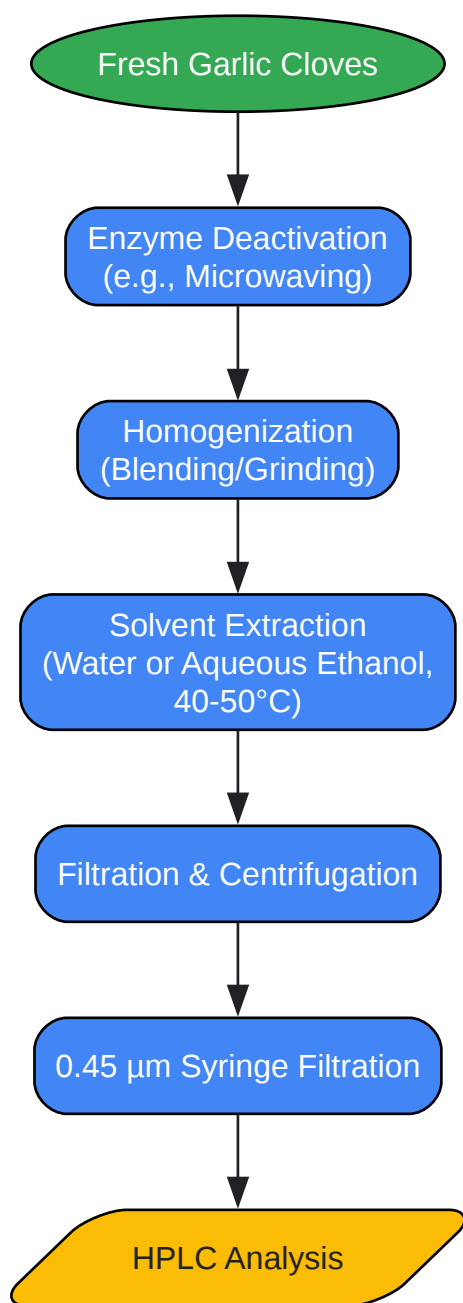 Fresh Garlic Cloves
Enzyme Deactivation
(e.g., Microwaving)
Homogenization
(Blending/Grinding)
Solvent Extraction
(Water or Aqueous Ethanol,
40-50°C)
Filtration & Centrifugation
0.45 µm Syringe Filtration
HPLC Analysis